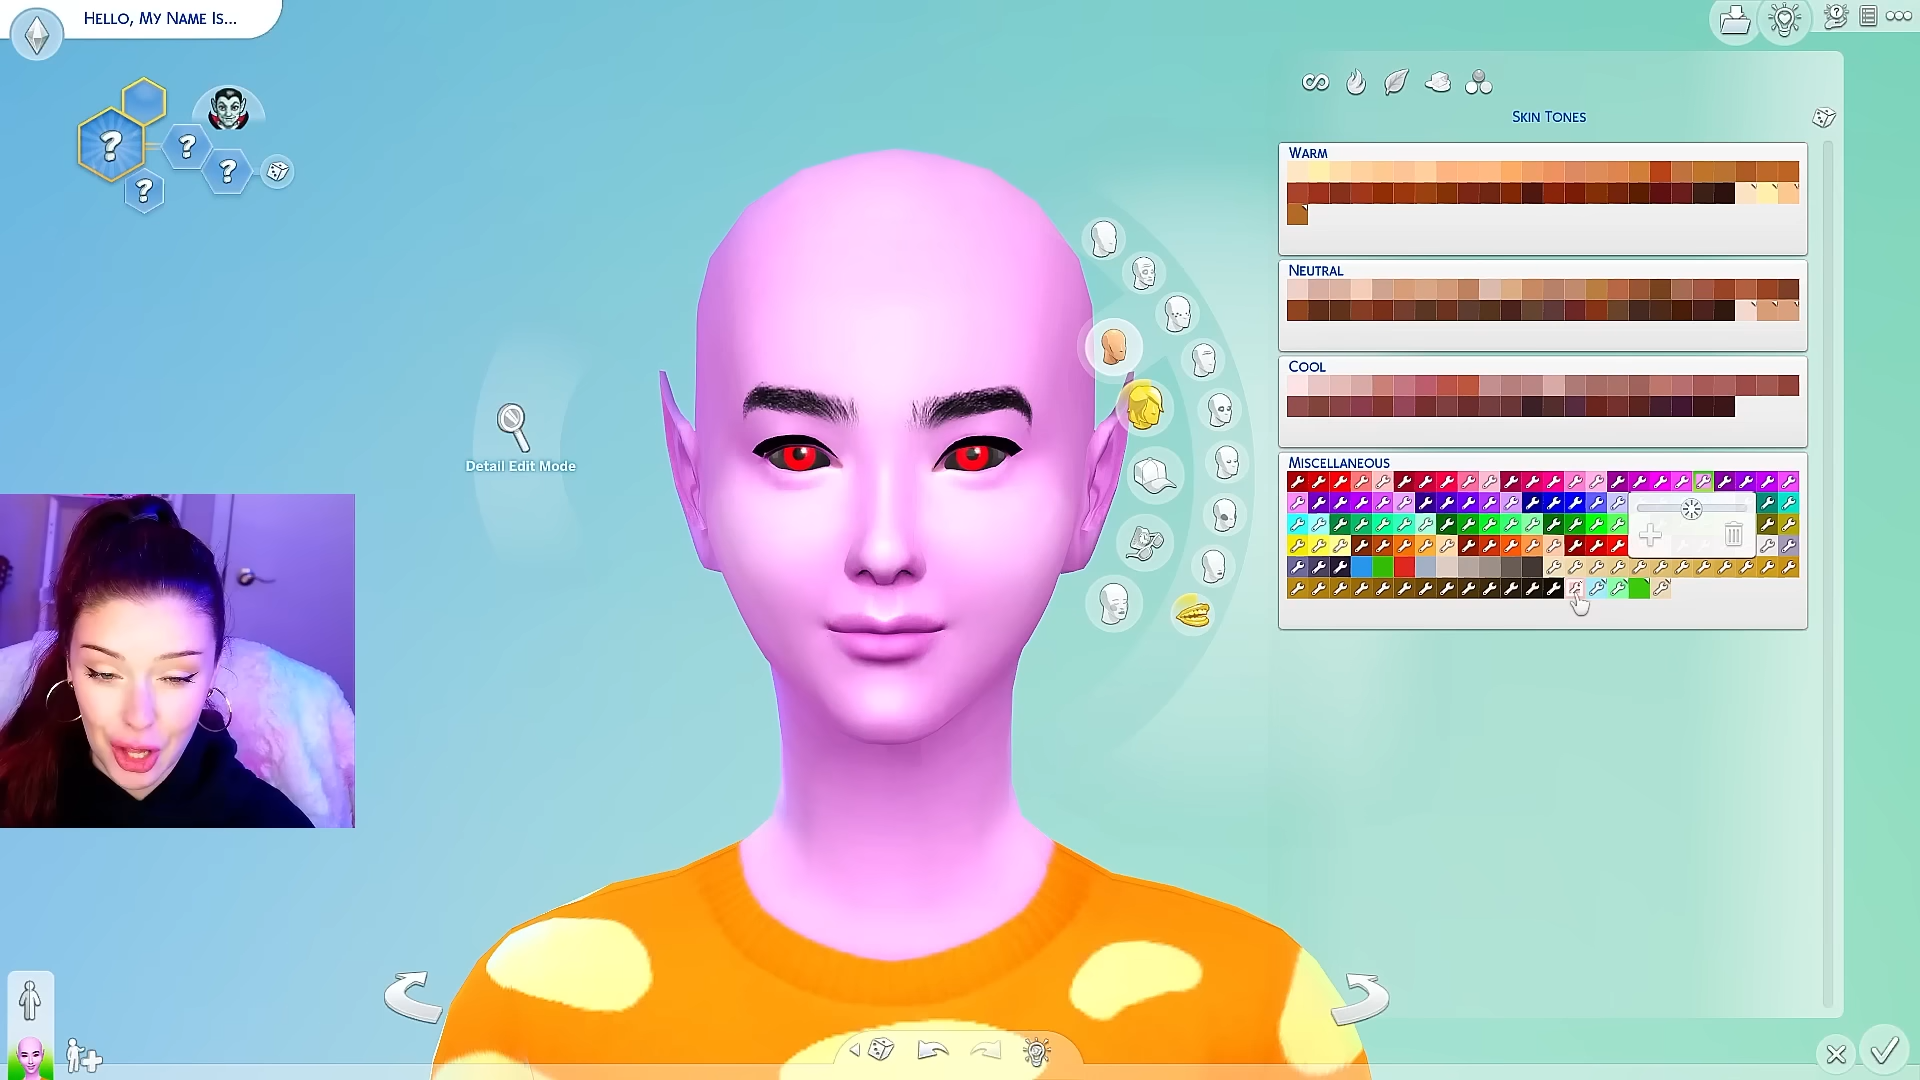 Hello, My Name Is...
Skin Tones
Warm
Neutral
Cool
Detail Edit Mode
Miscellaneous